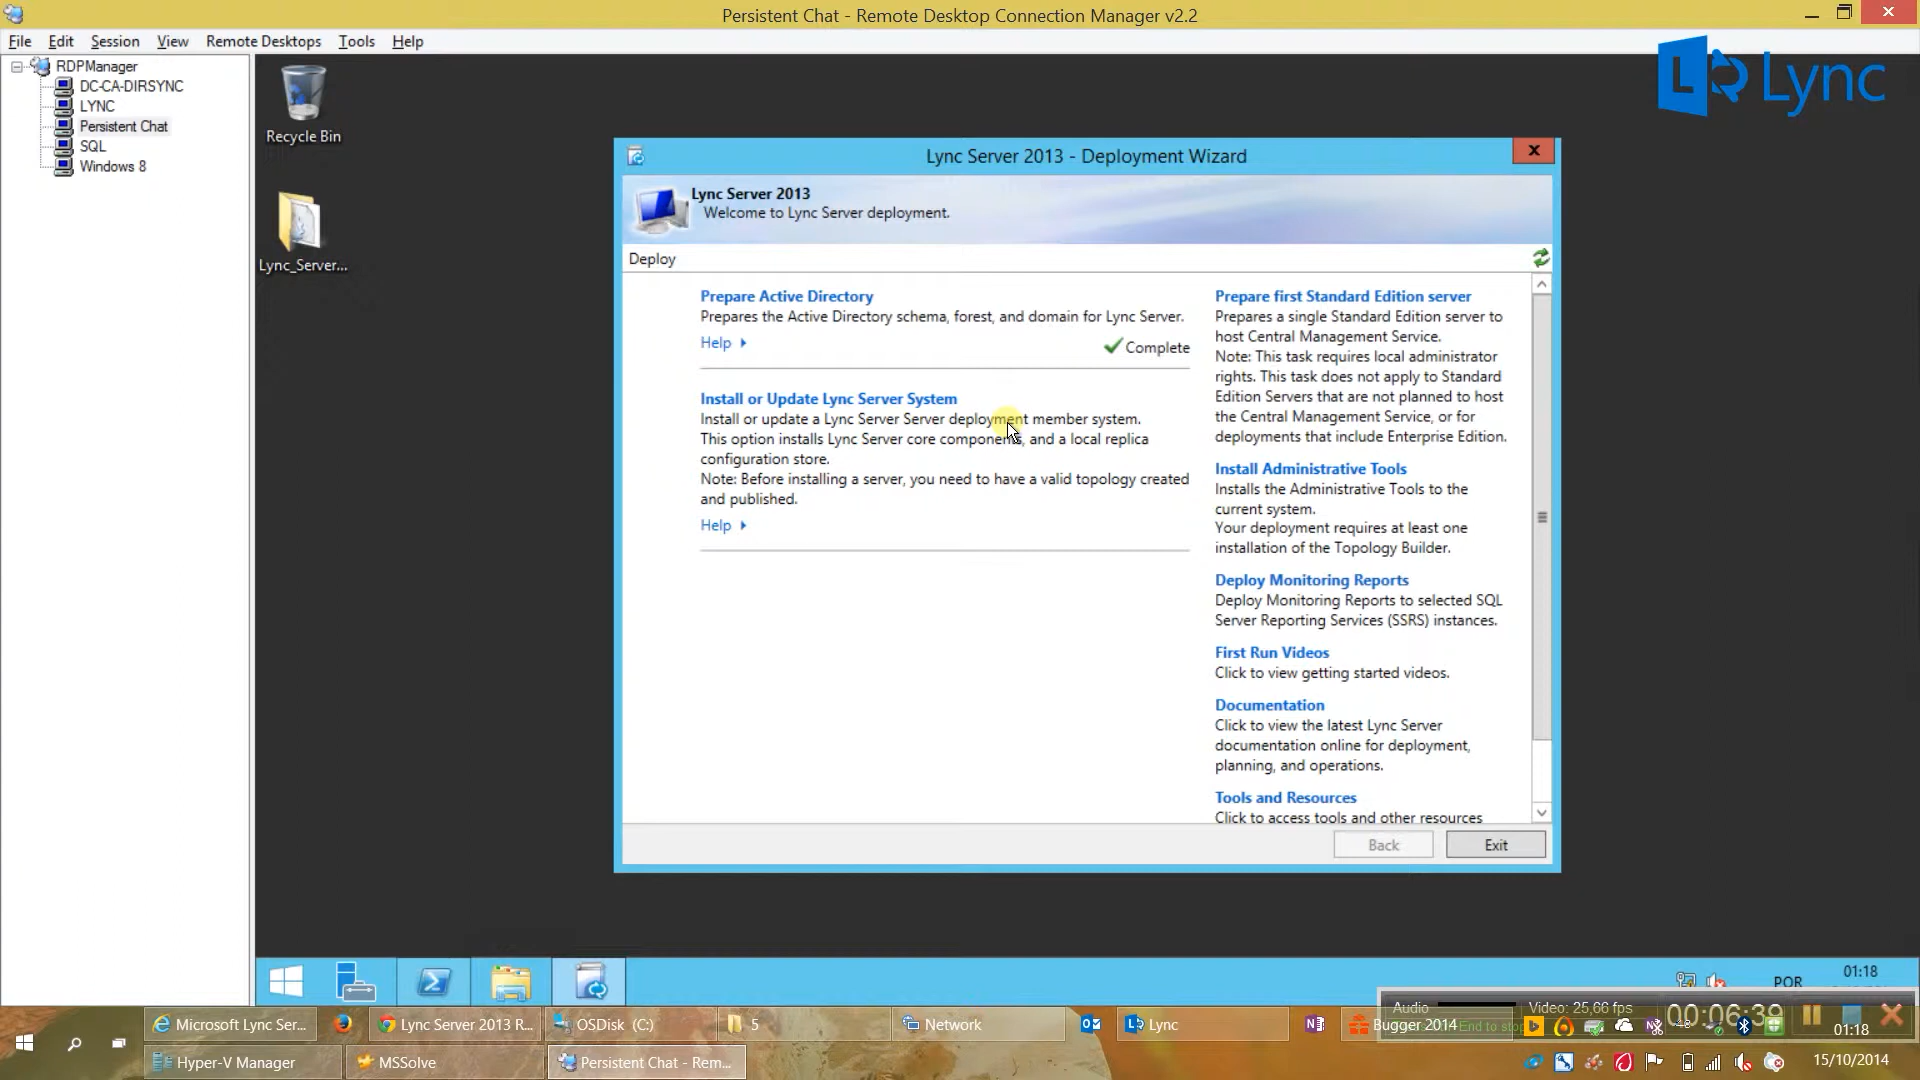 Persistent Chat - Remote Desktop Connection Manager v2.2
File Edit Session View Remote Desktops Tools Help
RDPManager
DC-CA-DIRSYNC
LYNC
Persistent Chat
SQL
Windows 8
Recycle Bin
Lync_Server...
Lync
Lync Server 2013 - Deployment Wizard
Lync Server 2013
Welcome to Lync Server deployment.
Deploy
Prepare Active Directory
Prepares the Active Directory schema, forest, and domain for Lync Server.
Help
Complete
Install or Update Lync Server System
Install or update a Lync Server Server deployment member system.
This option installs Lync Server core components, and a local replica
configuration store.
Note: Before installing a server, you need to have a valid topology created
and published.
Help
Prepare first Standard Edition server
Prepares a single Standard Edition server to
host Central Management Service.
Note: This task requires local administrator
rights. This task does not apply to Standard
Edition Servers that are not planned to host
the Central Management Service, or for
deployments that include Enterprise Edition.
Install Administrative Tools
Installs the Administrative Tools to the
current system.
Your deployment requires at least one
installation of the Topology Builder.
Deploy Monitoring Reports
Deploy Monitoring Reports to selected SQL
Server Reporting Services (SSRS) instances.
First Run Videos
Click to view getting started videos.
Documentation
Click to view the latest Lync Server
documentation online for deployment,
planning, and operations.
Tools and Resources
Click to access tools and other resources
Back Exit
POR
01:18
Audio
Video: 25,66 fps
00:06:39
Microsoft Lync Ser...
Lync Server 2013 R...
OSDisk (C:)
5
Network
Lync
Bugger 2014
End to stop
01:18
Hyper-V Manager
MSSolve
Persistent Chat - Rem...
15/10/2014